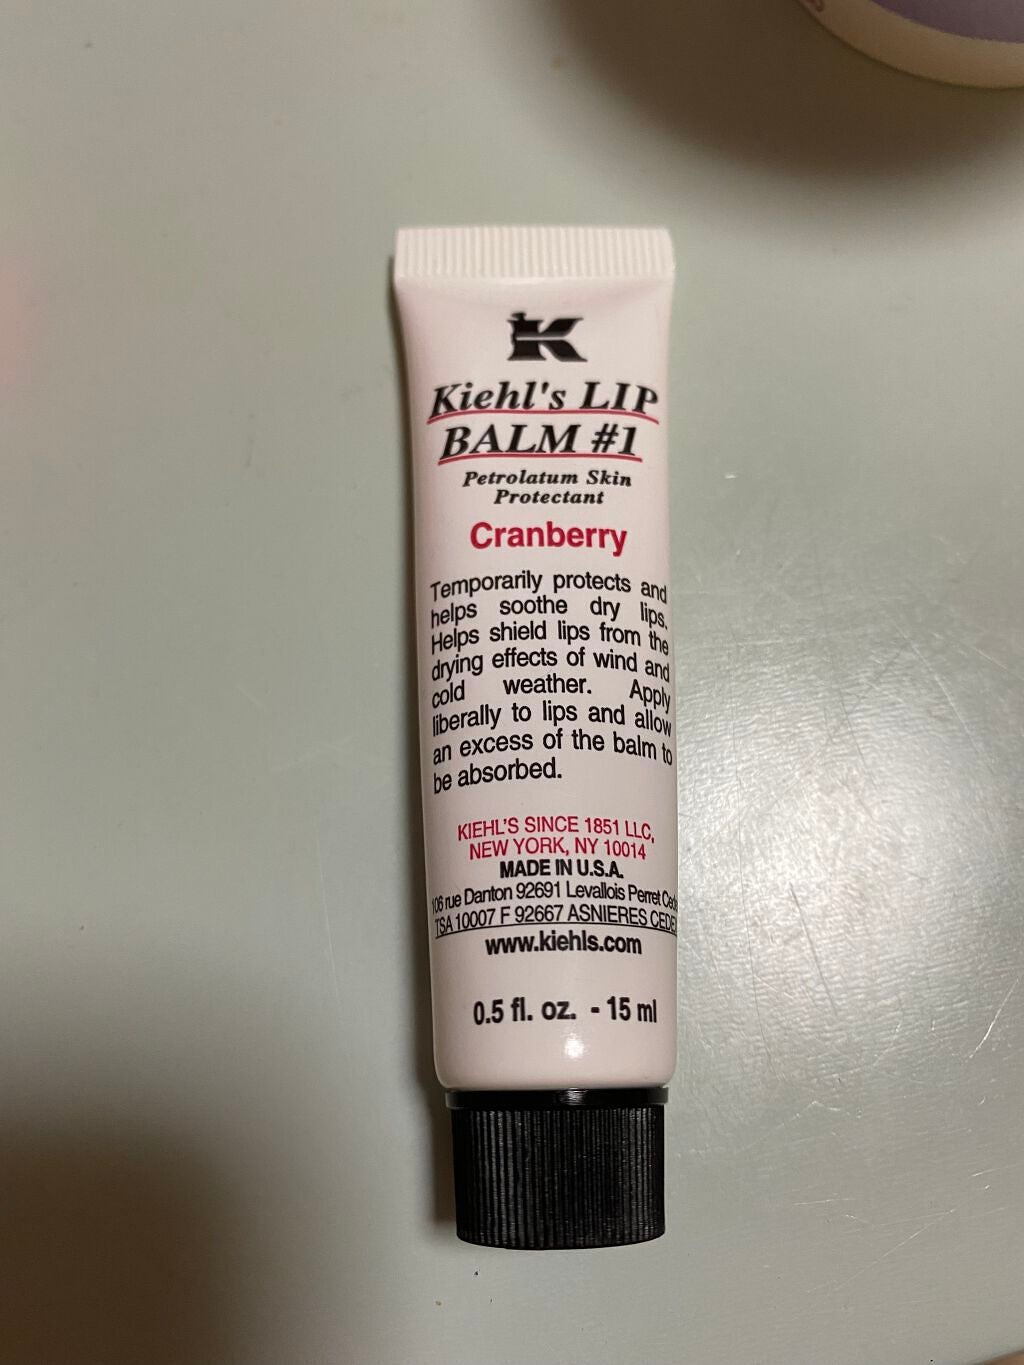 K
Kiehl's LIP
BALM #1
Petrolatum Skin
Protectant
Cranberry
Temporarily protects and
helps soothe dry lips.
Helps shield lips from the
drying effects of wind and
cold weather. Apply
liberally to lips and allow
an excess of the balm to
be absorbed.
KIEHL'S SINCE 1851 LLC,
NEW YORK, NY 10014
MADE IN U.S.A.
106 rue Danton 92691 Levallois Perret
TSA 10007 F 92667 ASNIERES
www.kiehls.com
0.5 fl. oz. - 15 ml